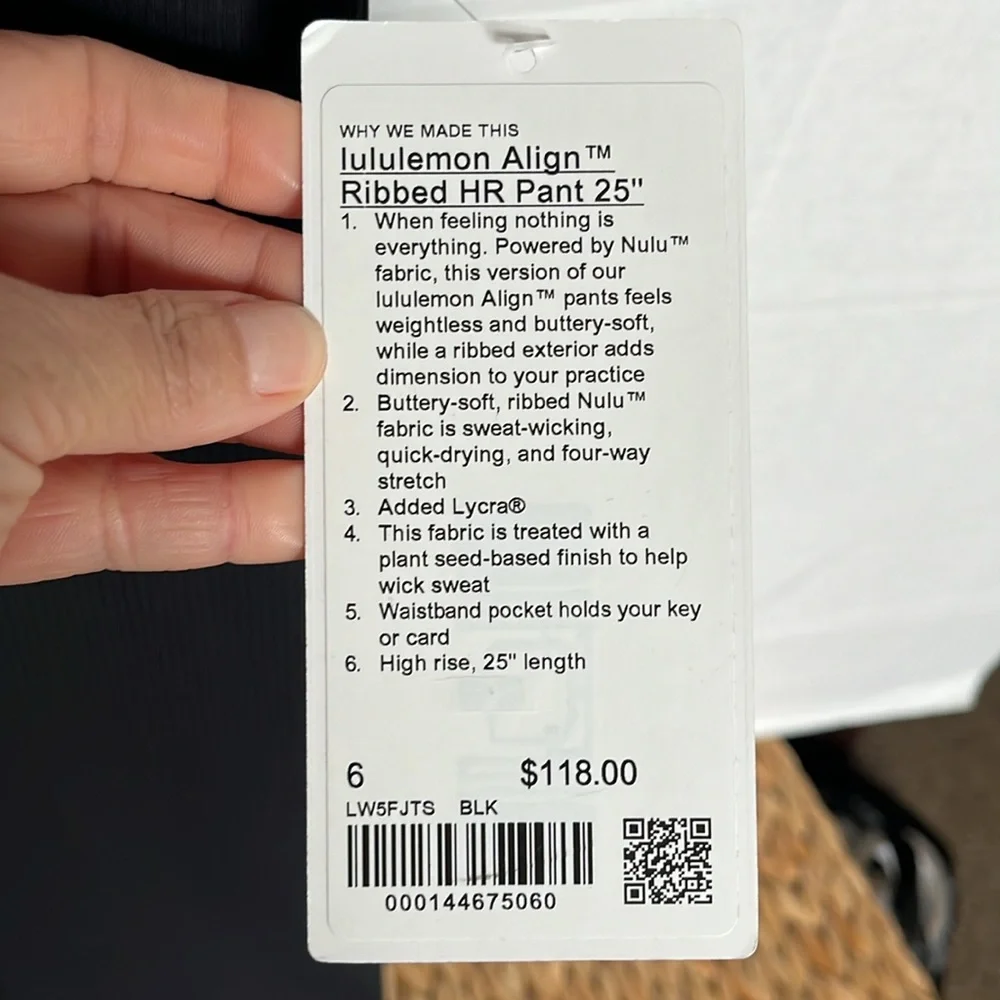 WHY WE MADE THIS
lululemon Align™
Ribbed HR Pant 25"
1. When feeling nothing is
everything. Powered by Nulu™
fabric, this version of our
lululemon Align™ pants feels
weightless and buttery-soft,
while a ribbed exterior adds
dimension to your practice
2. Buttery-soft, ribbed Nulu™
fabric is sweat-wicking,
quick-drying, and four-way
stretch
3. Added Lycra®
4. This fabric is treated with a
plant seed-based finish to help
wick sweat
5. Waistband pocket holds your key
or card
6. High rise, 25" length
6 $118.00
LW5FJTS BLK
000144675060